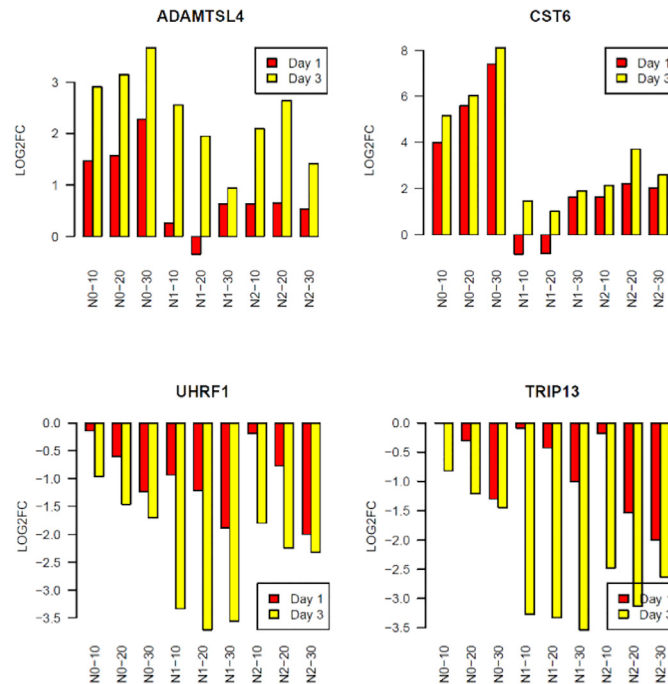 ADAMTSL4
CST6
LOG2FC
3
2
1
0
Day 1
Day 3
N0−10
N0−20
N0−30
N1−10
N1−20
N1−30
N2−10
N2−20
N2−30
LOG2FC
8
6
4
2
0
Day 1
Day 3
N0−10
N0−20
N0−30
N1−10
N1−20
N1−30
N2−10
N2−20
N2−30
UHRF1
TRIP13
LOG2FC
0.0
−0.5
−1.0
−1.5
−2.0
−2.5
−3.0
−3.5
Day 1
Day 3
N0−10
N0−20
N0−30
N1−10
N1−20
N1−30
N2−10
N2−20
N2−30
LOG2FC
0.0
−0.5
−1.0
−1.5
−2.0
−2.5
−3.0
−3.5
Day 1
Day 3
N0−10
N0−20
N0−30
N1−10
N1−20
N1−30
N2−10
N2−20
N2−30